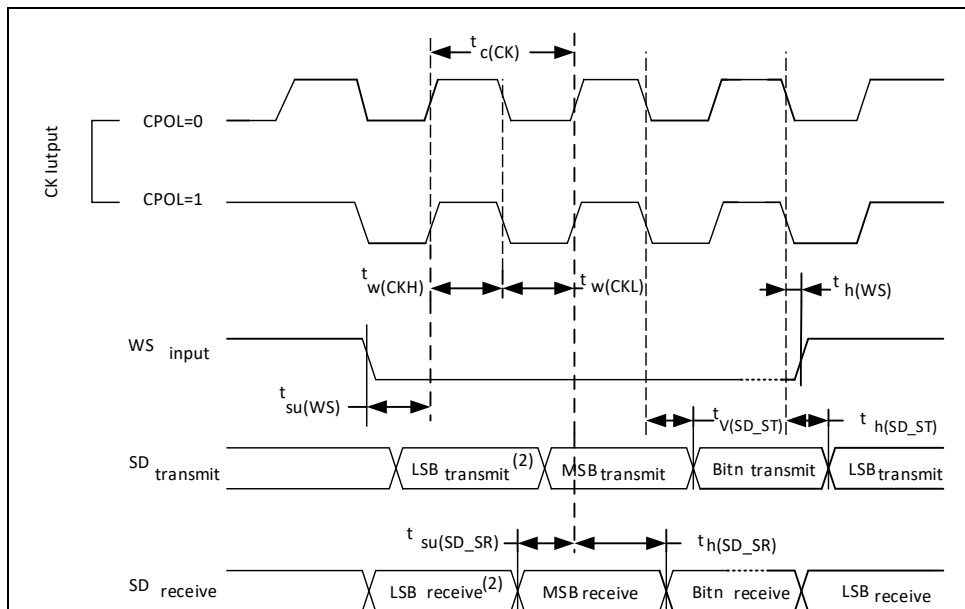 t c(CK)
CK Iutput
CPOL=0
CPOL=1
t w(CKH)
t w(CKL)
t h(WS)
WS input
t su(WS)
t V(SD_ST)
t h(SD_ST)
SD transmit
LSB transmit (2)
MSB transmit
Bitn transmit
LSB transmit
t su(SD_SR)
t h(SD_SR)
SD receive
LSB receive (2)
MSB receive
Bitn receive
LSB receive